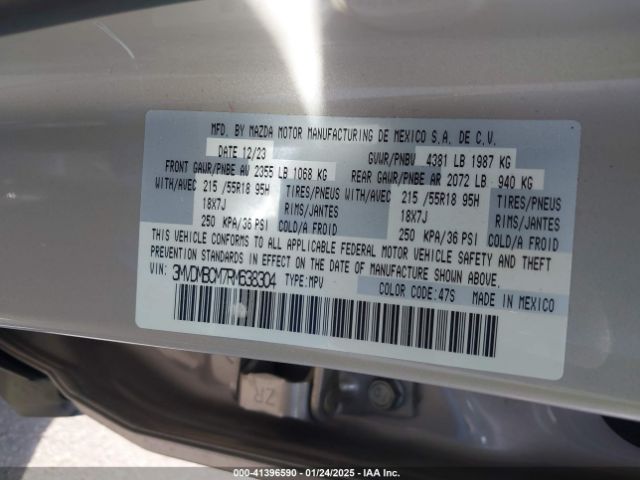 MFD. BY MAZDA MOTOR MANUFACTURING DE MEXICO S.A. DE C.V.
DATE 12/23 GVWR/PNBV 4381 LB 1987 KG
FRONT GAWR/PNBE AV 2355 LB 1068 KG REAR GAWR/PNBE AR 2072 LB 940 KG
WITH/AVEC 215 /55R18 95H TIRES/PNEUS WITH/AVEC 215 /55R18 95H TIRES/PNEUS
18X7J RIMS/JANTES 18X7J RIMS/JANTES
250 KPA/36 PSI COLD/A FROID 250 KPA/36 PSI COLD/A FROID
THIS VEHICLE CONFORMS TO ALL APPLICABLE FEDERAL MOTOR VEHICLE SAFETY AND THEFT
PREVENTION STANDARDS IN EFFECT ON THE DATE OF MANUFACTURE SHOWN ABOVE.
VIN: 3MVDMBCM7RM638304 TYPE: MPV
COLOR CODE: 47S MADE IN MEXICO
ZR
000-41396590 - 01/24/2025 - IAA Inc.